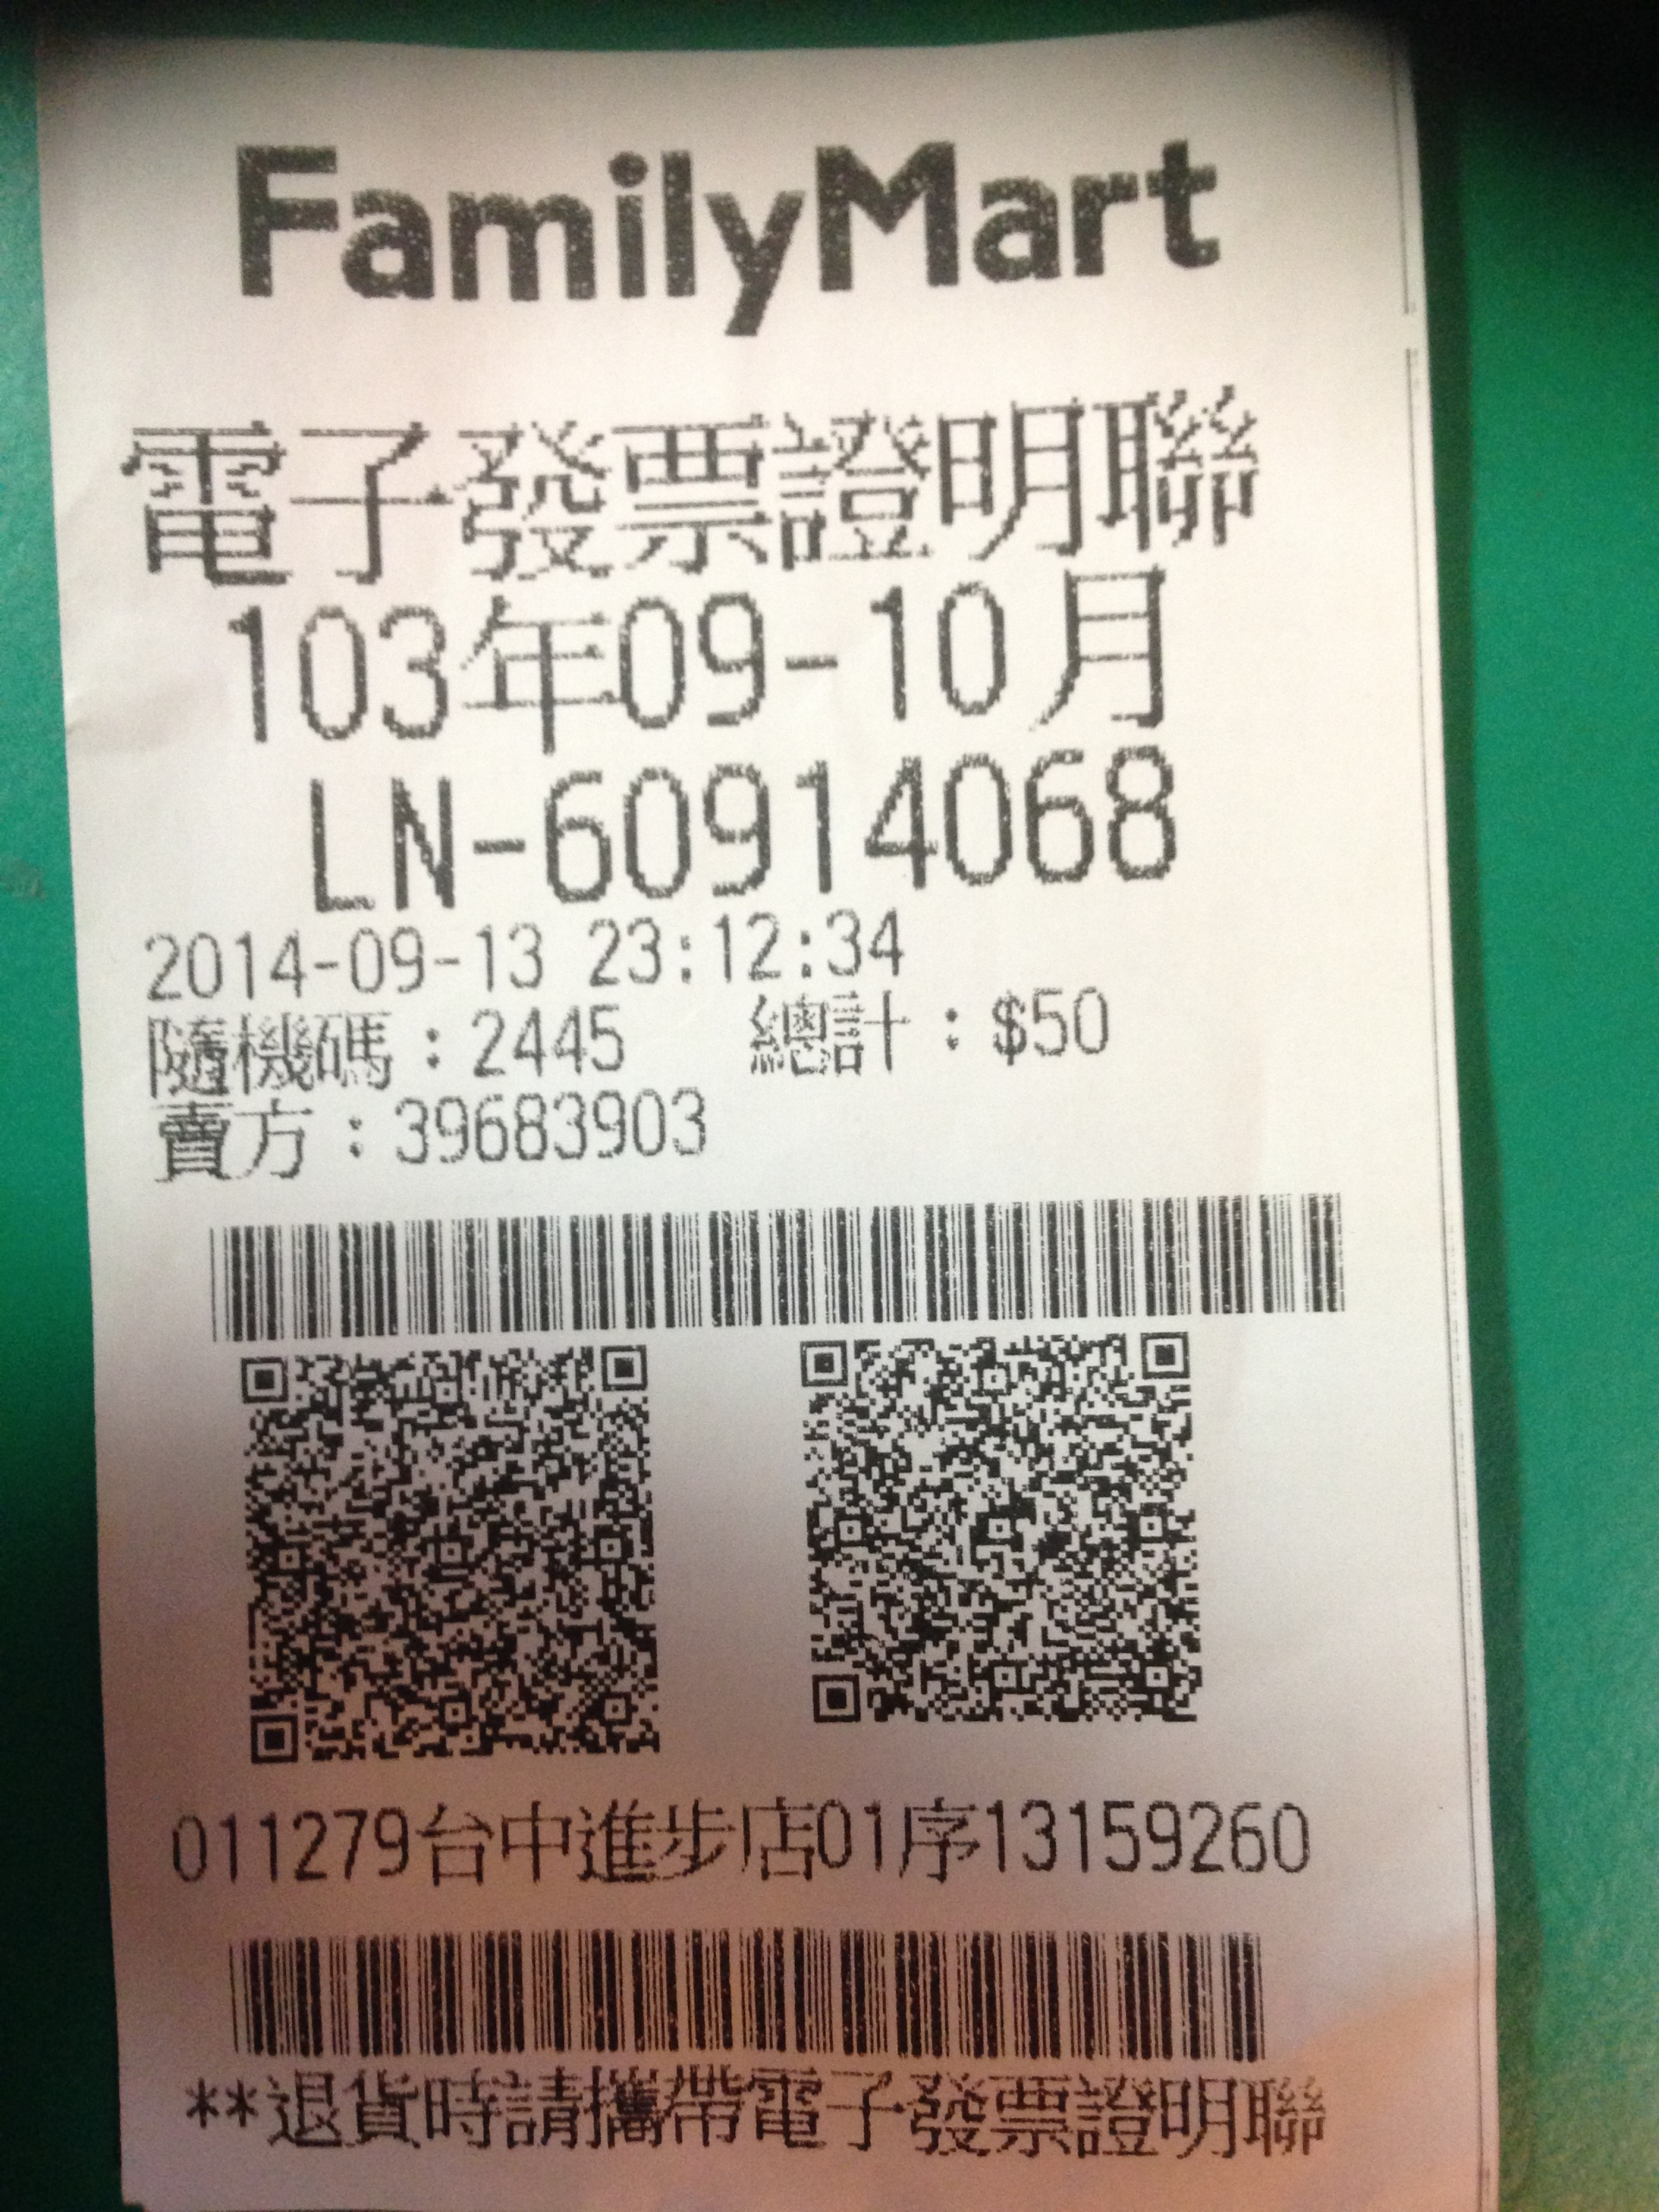 FamilyMart
電子發票證明聯
103年09-10月
LN-60914068
2014-09-13 23:12:34
隨機碼：2445 總計：$50
賣方：39683903
011279台中進步店01序13159260
**退貨時請攜帶電子發票證明聯